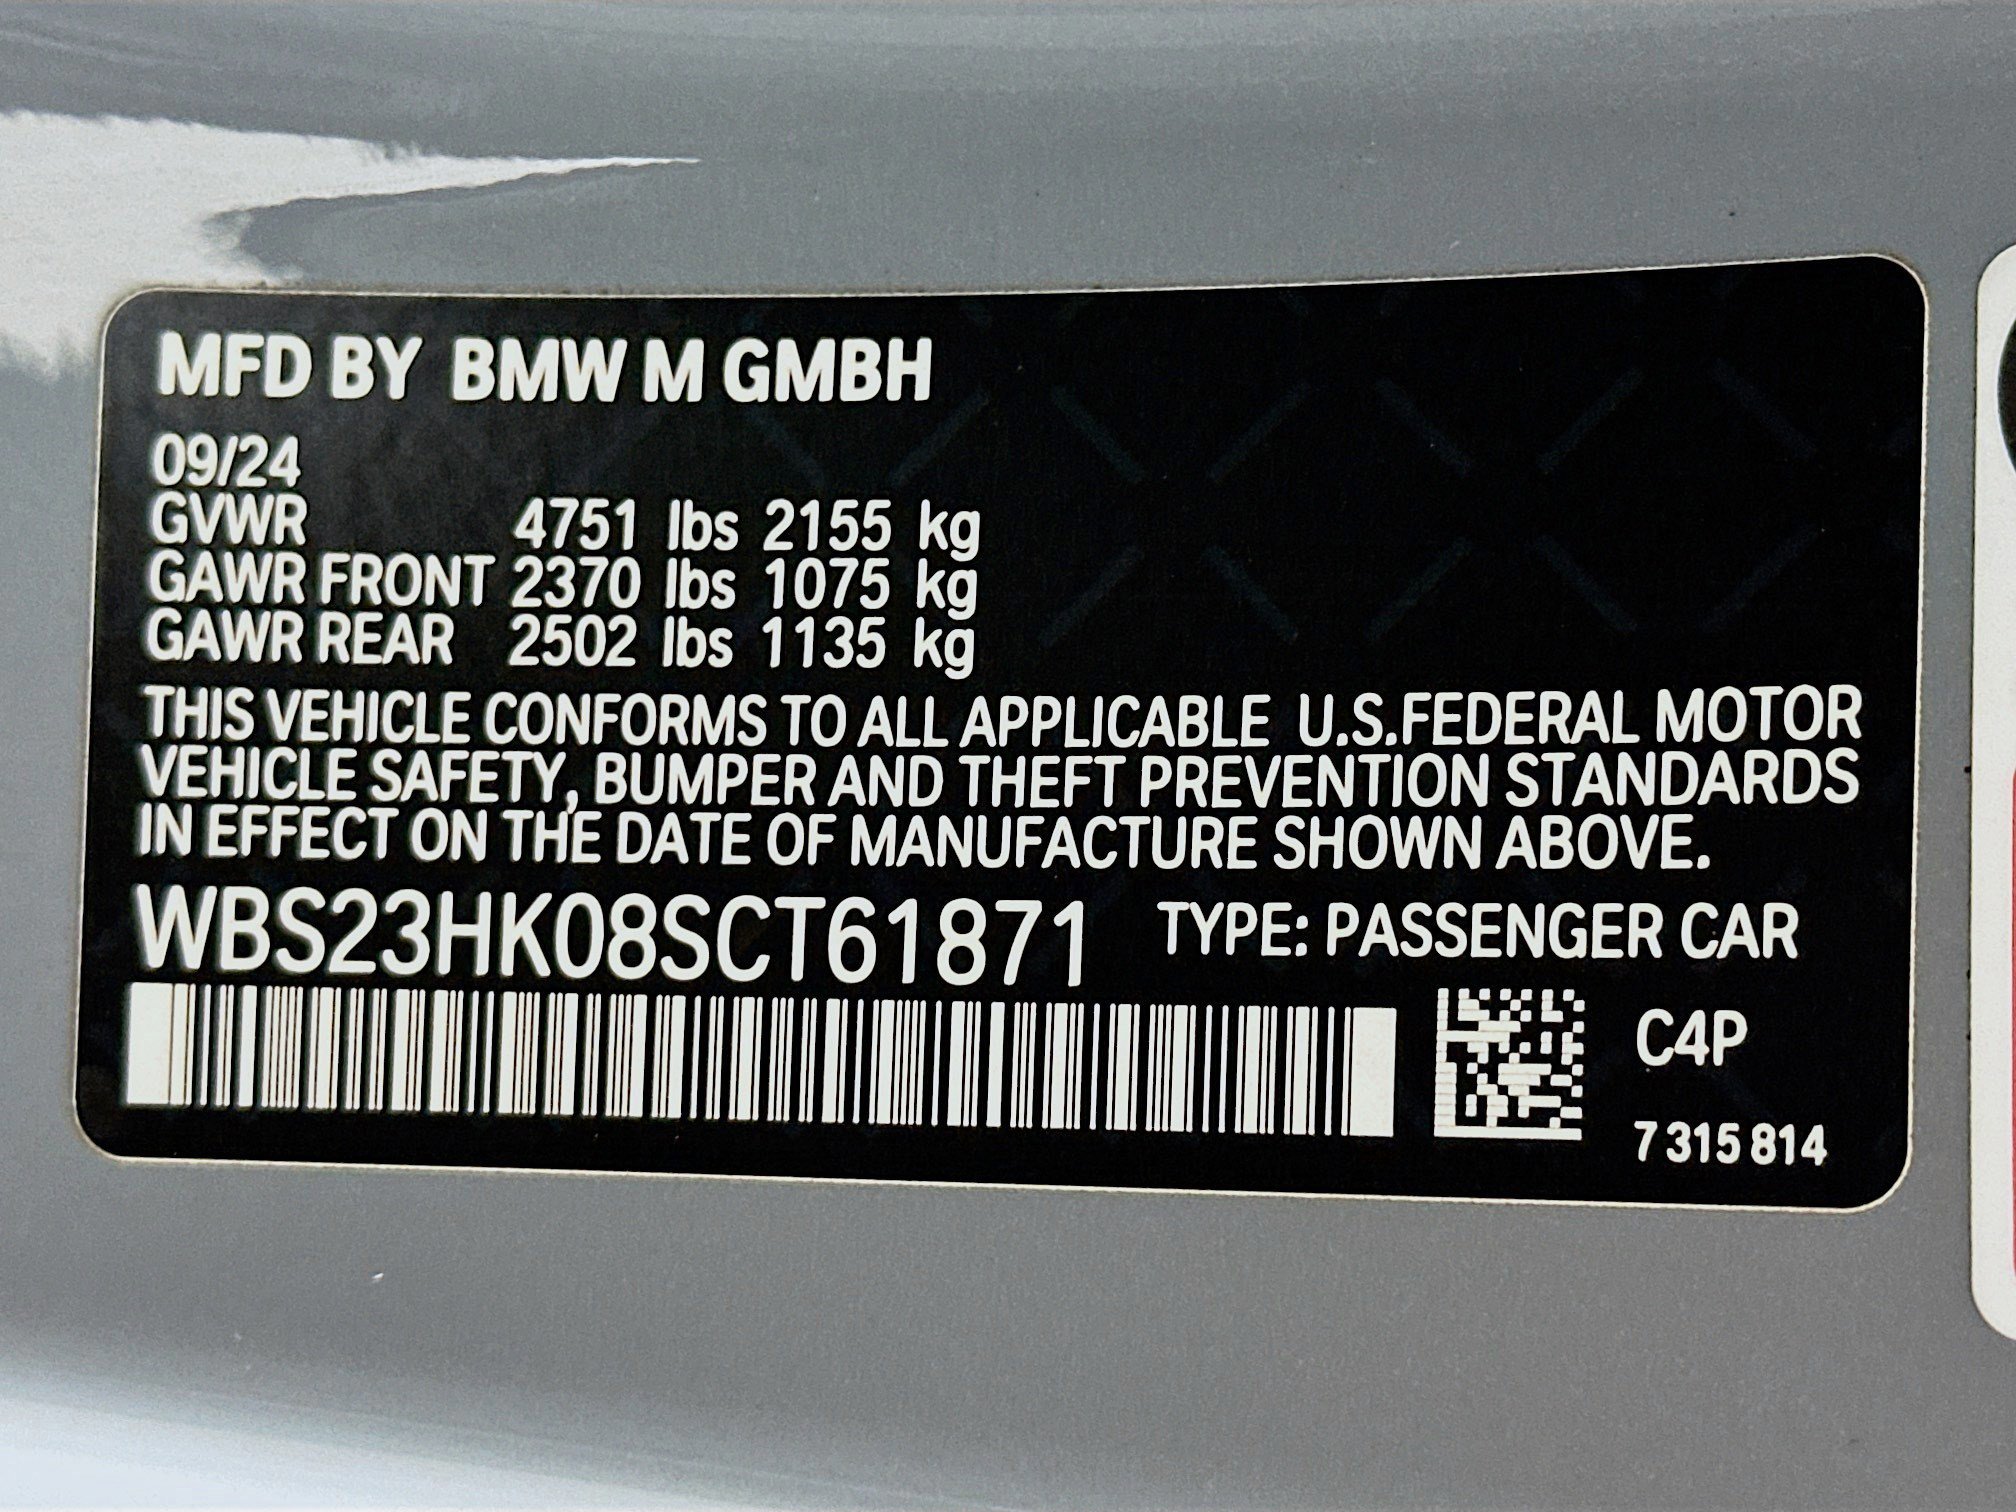 MFD BY BMW M GMBH
09/24
GVWR 4751 lbs 2155 kg
GAWR FRONT 2370 lbs 1075 kg
GAWR REAR 2502 lbs 1135 kg
THIS VEHICLE CONFORMS TO ALL APPLICABLE U.S.FEDERAL MOTOR
VEHICLE SAFETY, BUMPER AND THEFT PREVENTION STANDARDS
IN EFFECT ON THE DATE OF MANUFACTURE SHOWN ABOVE.
WBS23HK08SCT61871 TYPE: PASSENGER CAR
C4P
7 315 814